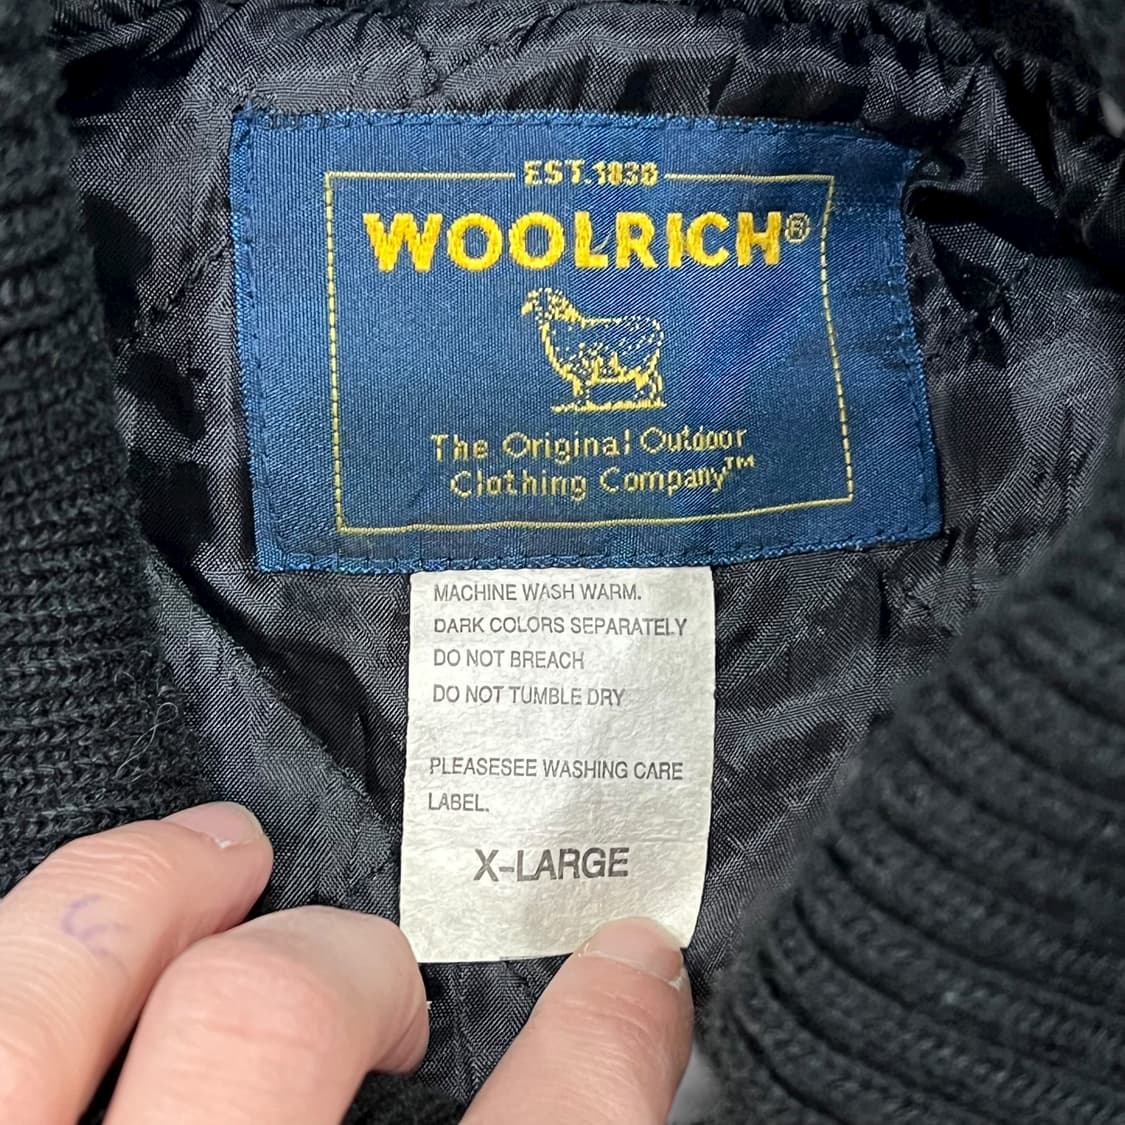 EST.1830
WOOLRICH®
The Original Outdoor
Clothing Company™
MACHINE WASH WARM.
DARK COLORS SEPARATELY
DO NOT BREACH
DO NOT TUMBLE DRY
PLEASESEE WASHING CARE
LABEL.
X-LARGE